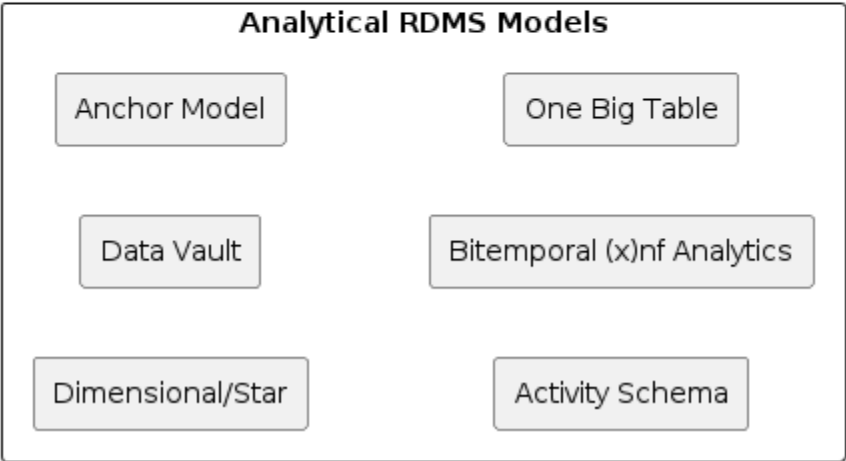 Analytical RDMS Models
Anchor Model
One Big Table
Data Vault
Bitemporal (x)nf Analytics
Dimensional/Star
Activity Schema